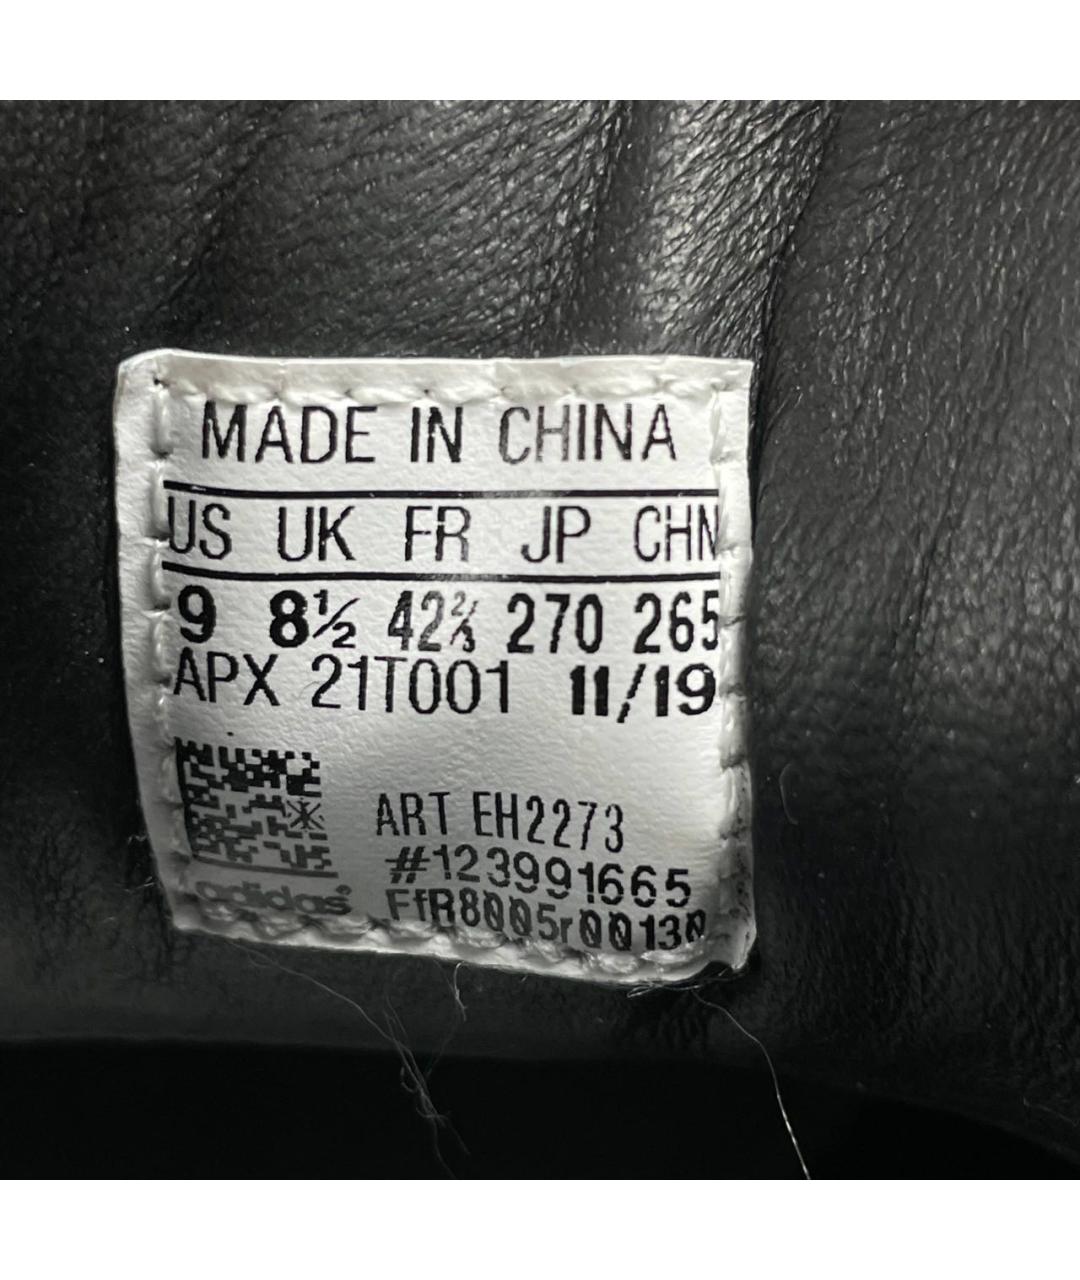 MADE IN CHINA
US UK FR JP CHN
9 8½ 42⅔ 270 265
APX 21T001 11/19
ART EH2273
#123991665
adidas® FfR8005r00130